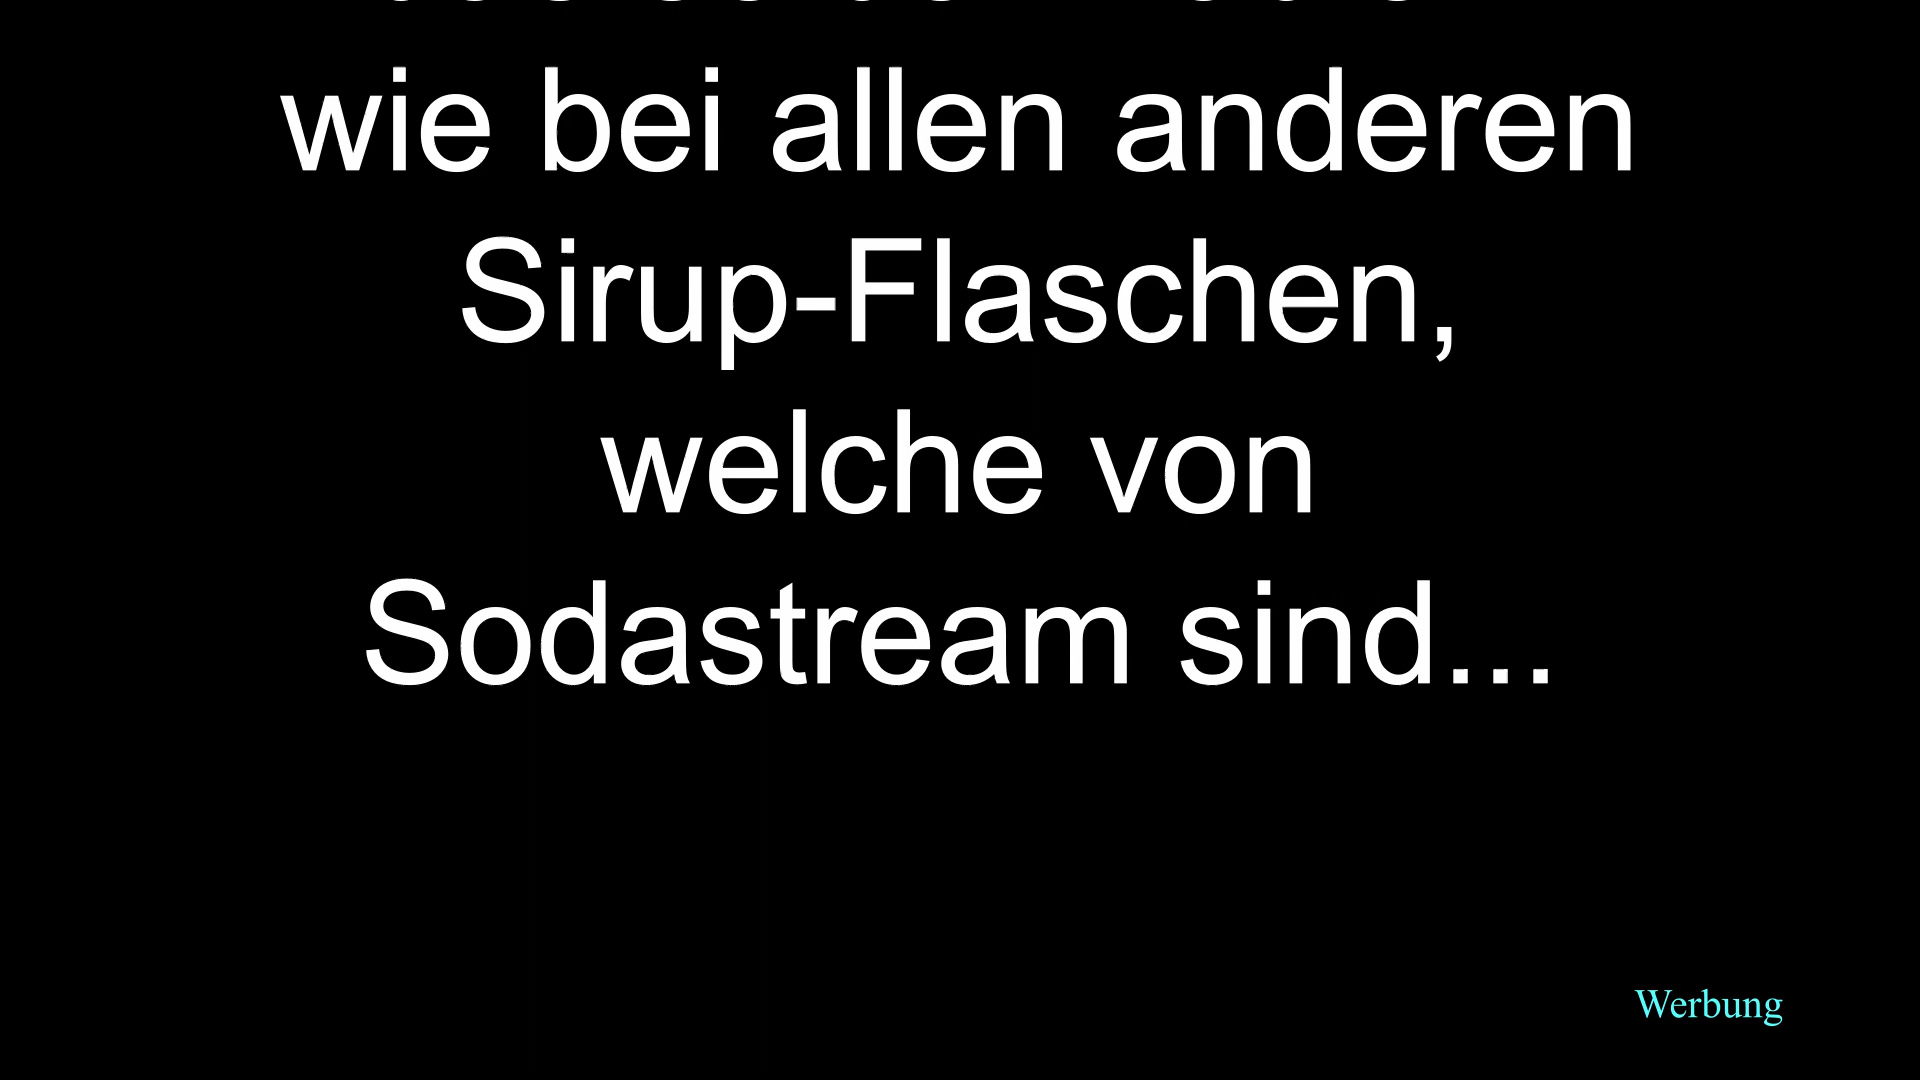 wie bei allen anderen
Sirup-Flaschen,
welche von
Sodastream sind...
Werbung